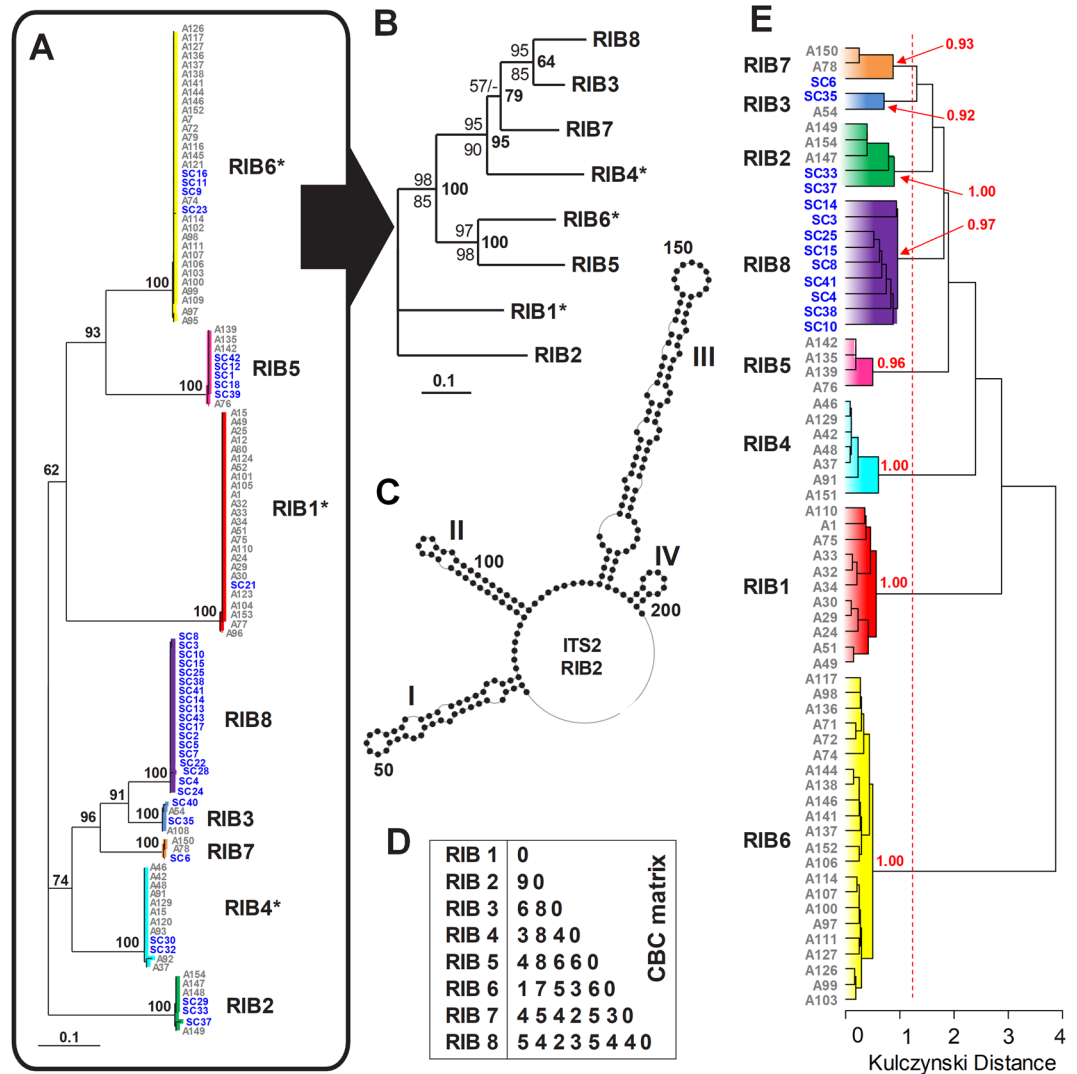 A
A126
A117
A127
A136
A137
A138
A141
A144
A146
A152
A7
A72
A79
A116
A145
A121
SC16
SC11
SC9
A74
SC23
A114
A102
A98
A111
A107
A106
A103
A100
A99
A109
A97
A95
RIB6*
100
93
A139
A135
A142
SC42
SC12
SC1
SC18
SC39
A76
RIB5
100
A15
A49
A25
A12
A80
A124
A52
A101
A105
A1
A32
A33
A34
A51
A75
A110
A24
A29
A30
SC21
A123
A104
A153
A77
A96
RIB1*
100
62
SC8
SC3
SC10
SC15
SC25
SC38
SC41
SC14
SC13
SC43
SC17
SC2
SC5
SC7
SC22
SC28
SC4
SC24
RIB8
100
91
SC40
A54
SC35
A108
RIB3
100
96
A150
A78
SC6
RIB7
100
74
A46
A42
A48
A91
A129
A15
A120
A93
SC30
SC32
A92
A37
RIB4*
100
A154
A147
A148
SC29
SC33
SC37
A149
RIB2
100
0.1
B
RIB8
RIB3
RIB7
RIB4*
RIB6*
RIB5
RIB1*
RIB2
95
85
64
57/-
79
95
90
95
98
85
100
97
98
100
0.1
C
150
III
II
100
IV
200
ITS2
RIB2
I
50
D
RIB 1 0
RIB 2 9 0
RIB 3 6 8 0
RIB 4 3 8 4 0
RIB 5 4 8 6 6 0
RIB 6 1 7 5 3 6 0
RIB 7 4 5 4 2 5 3 0
RIB 8 5 4 2 3 5 4 4 0
CBC matrix
E
RIB7
A150
A78
SC6
0.93
RIB3
SC35
A54
0.92
RIB2
A149
A154
A147
SC33
SC37
1.00
RIB8
SC14
SC3
SC25
SC15
SC8
SC41
SC4
SC38
SC10
0.97
RIB5
A142
A135
A139
A76
0.96
RIB4
A46
A129
A42
A48
A37
A91
A151
1.00
RIB1
A110
A1
A75
A33
A32
A34
A30
A29
A24
A51
A49
1.00
RIB6
A117
A98
A136
A71
A72
A74
A144
A138
A146
A141
A137
A152
A106
A114
A107
A100
A97
A111
A127
A126
A99
A103
1.00
0 1 2 3 4
Kulczynski Distance